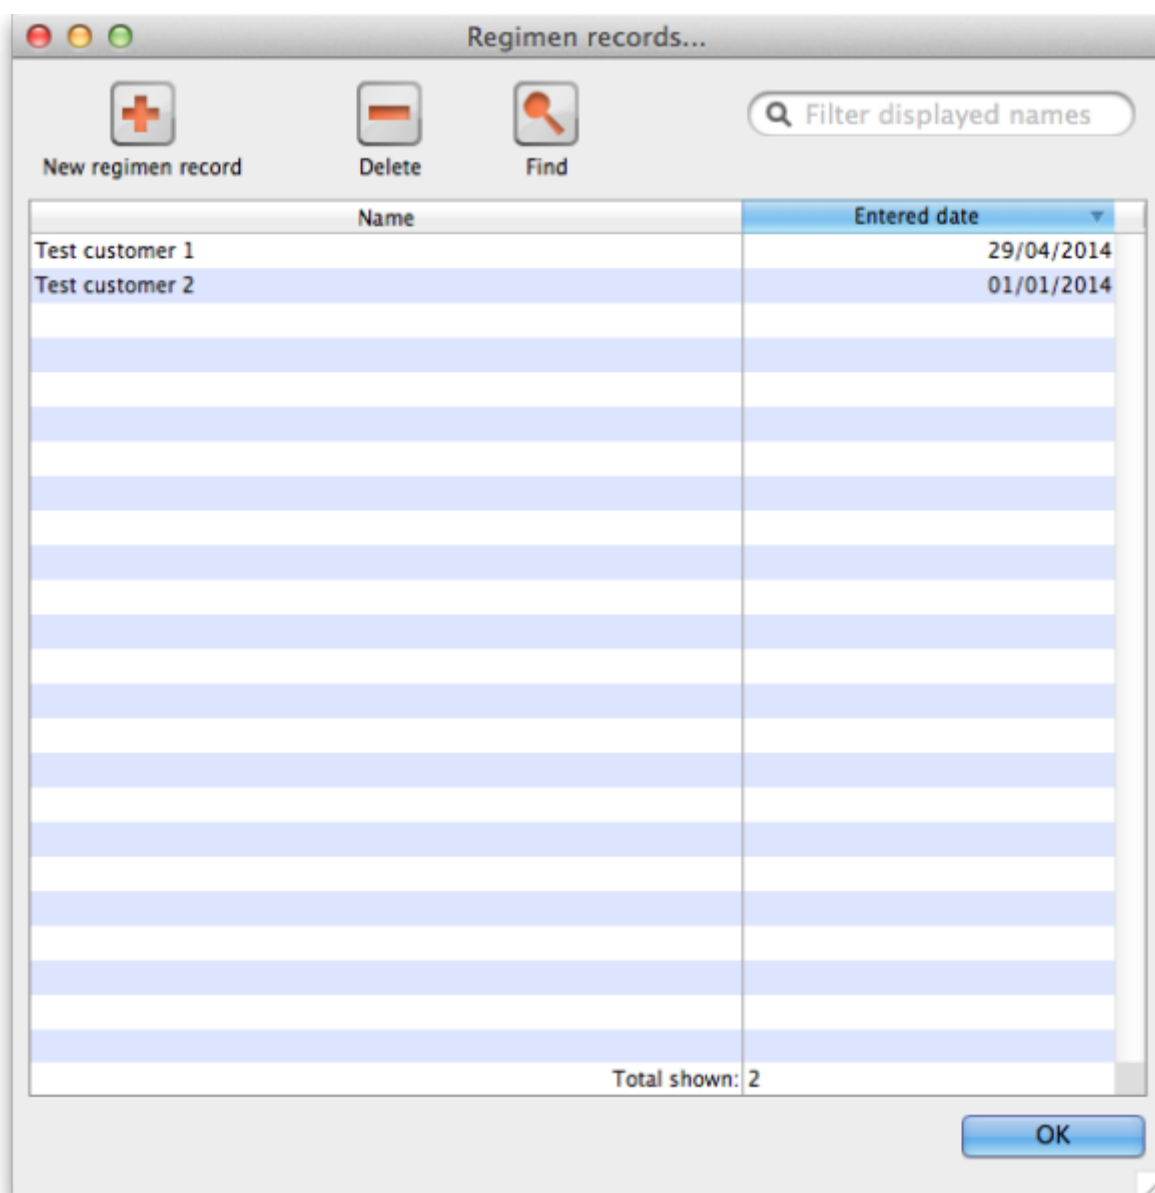 Regimen records...
New regimen record
Delete
Find
Filter displayed names
Name Entered date
Test customer 1 29/04/2014
Test customer 2 01/01/2014
Total shown: 2
OK